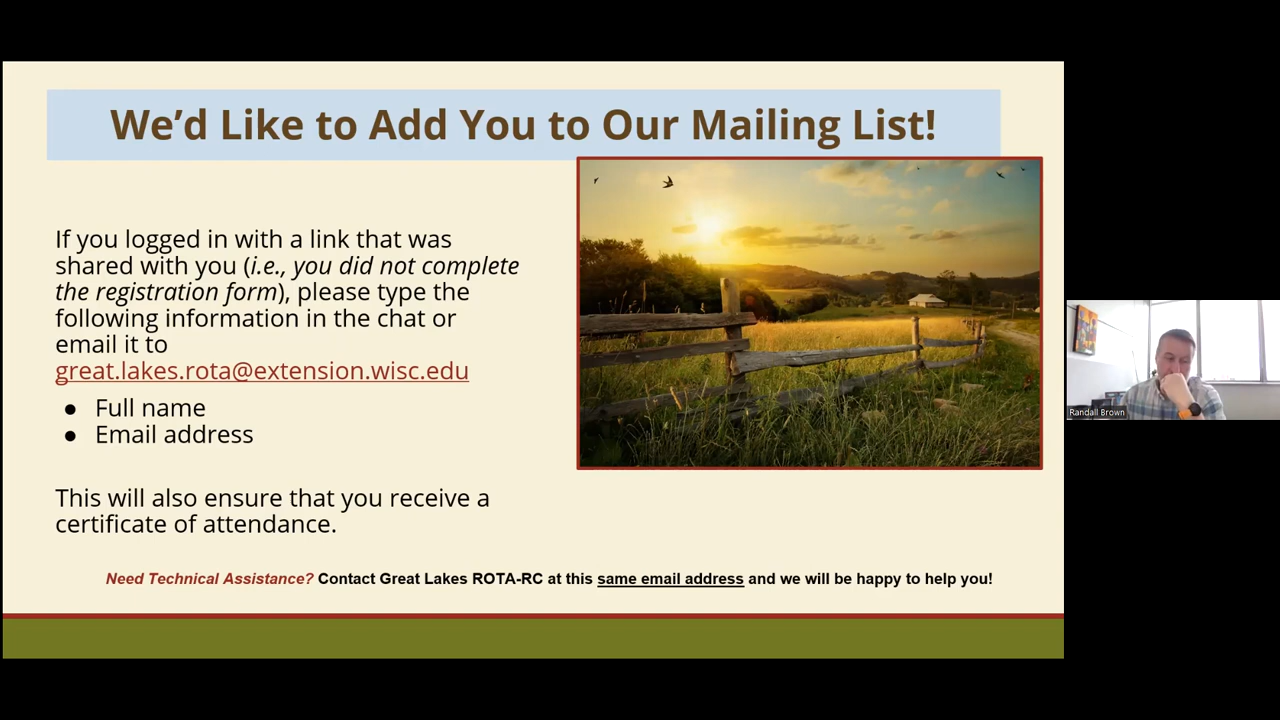 We’d Like to Add You to Our Mailing List!
If you logged in with a link that was
shared with you (i.e., you did not complete
the registration form), please type the
following information in the chat or
email it to
great.lakes.rota@extension.wisc.edu
● Full name
● Email address
This will also ensure that you receive a
certificate of attendance.
Need Technical Assistance? Contact Great Lakes ROTA-RC at this same email address and we will be happy to help you!
Randall Brown